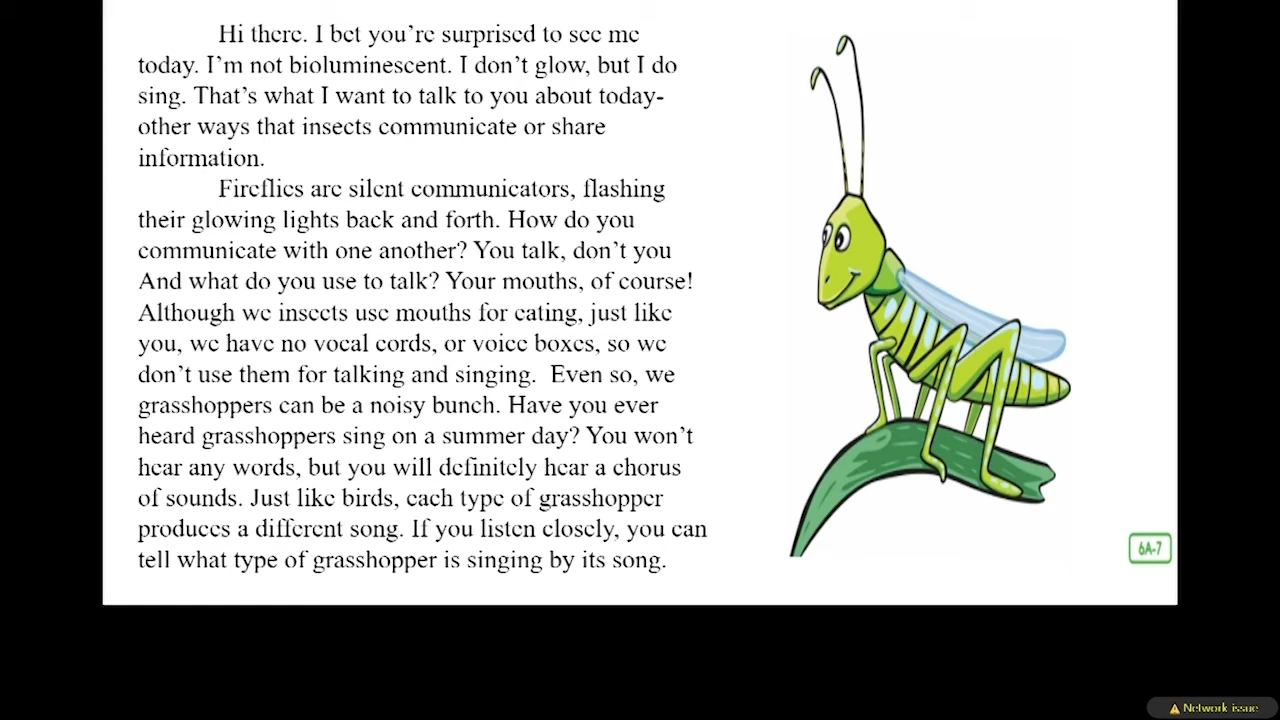 Hi there. I bet you're surprised to see me
today. I'm not bioluminescent. I don't glow, but I do
sing. That's what I want to talk to you about today-
other ways that insects communicate or share
information.
Fireflies are silent communicators, flashing
their glowing lights back and forth. How do you
communicate with one another? You talk, don't you
And what do you use to talk? Your mouths, of course!
Although we insects use mouths for eating, just like
you, we have no vocal cords, or voice boxes, so we
don't use them for talking and singing.  Even so, we
grasshoppers can be a noisy bunch. Have you ever
heard grasshoppers sing on a summer day? You won't
hear any words, but you will definitely hear a chorus
of sounds. Just like birds, each type of grasshopper
produces a different song. If you listen closely, you can
tell what type of grasshopper is singing by its song.
6A-7
Network issue